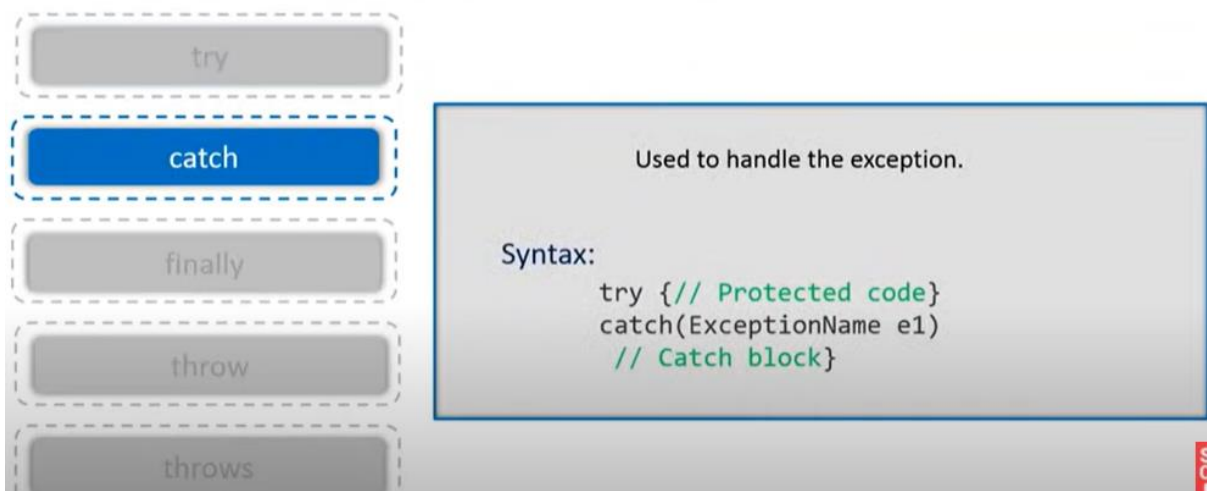 try
catch
finally
throw
throws
Used to handle the exception.
Syntax:
try {// Protected code}
catch(ExceptionName e1)
// Catch block}